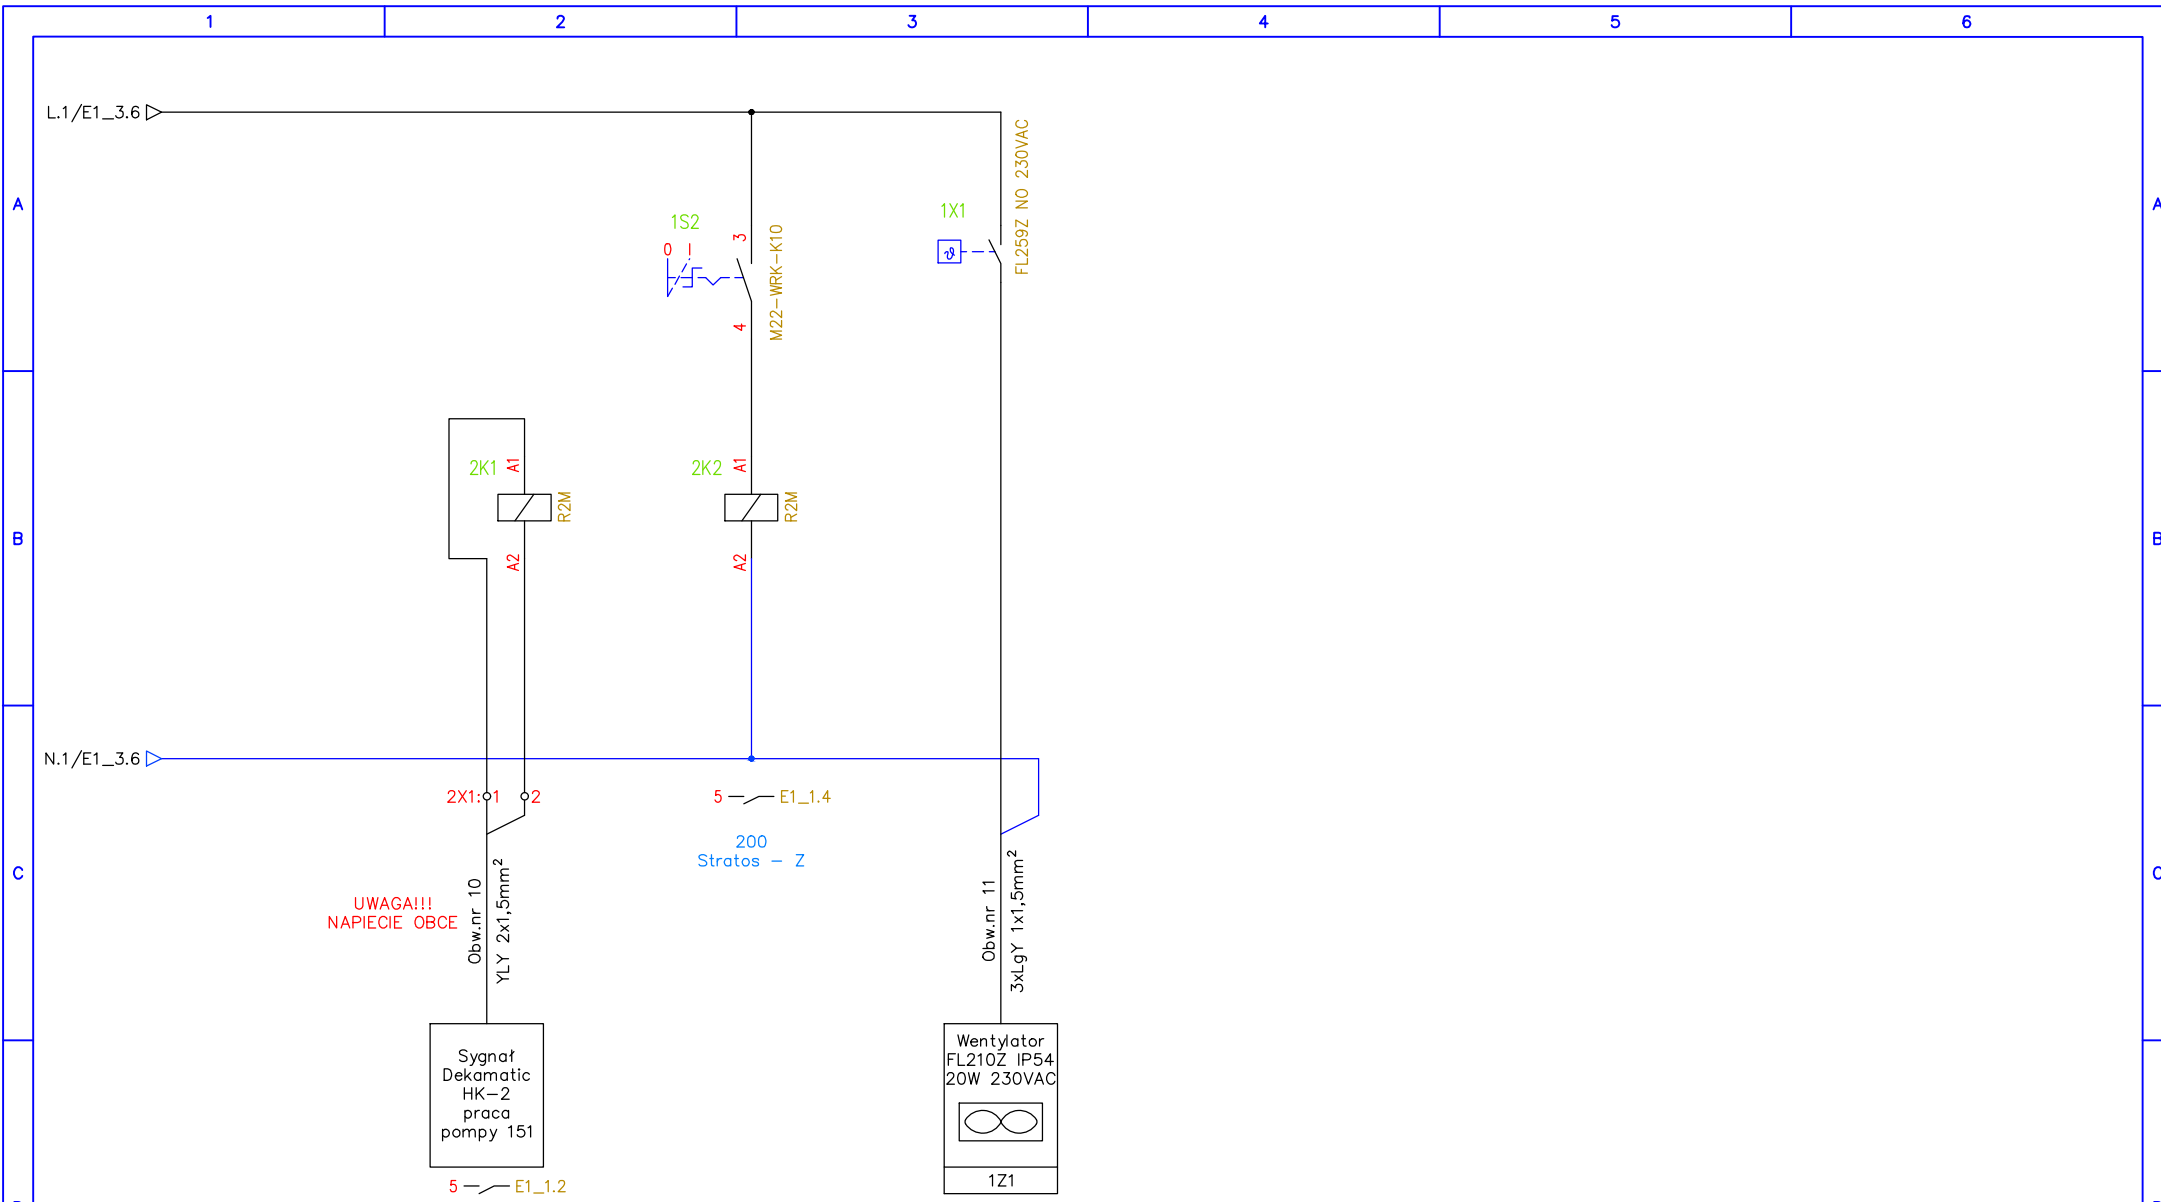 1 2 3 4 5 6
L.1/E1_3.6
FL259Z NO 230VAC
A
A
1X1
1S2
0 I
3
M22-WRK-K10
4
2K1
A1
R2M
A2
2K2
A1
R2M
A2
B
B
N.1/E1_3.6
2X1: 1 2
5 E1_1.4
200
Stratos - Z
C
C
UWAGA!!!
NAPIECIE OBCE
Obw.nr 10
YLY 2x1,5mm²
Obw.nr 11
3xLgY 1x1,5mm²
Sygnał
Dekamatic
HK-2
praca
pompy 151
5 E1_1.2
Wentylator
FL210Z IP54
20W 230VAC
1Z1